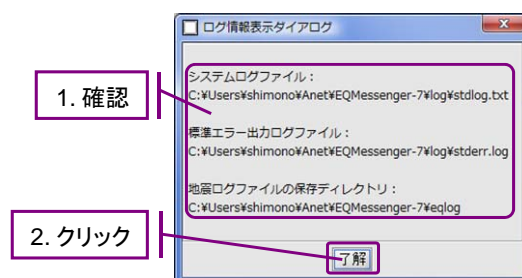 ログ情報表示ダイアログ
システムログファイル：
C:¥Users¥shimono¥Anet¥EQMessenger-7¥log¥stdlog.txt
1. 確認
標準エラー出力ログファイル：
C:¥Users¥shimono¥Anet¥EQMessenger-7¥log¥stderr.log
地震ログファイルの保存ディレクトリ：
C:¥Users¥shimono¥Anet¥EQMessenger-7¥eqlog
2. クリック
了解